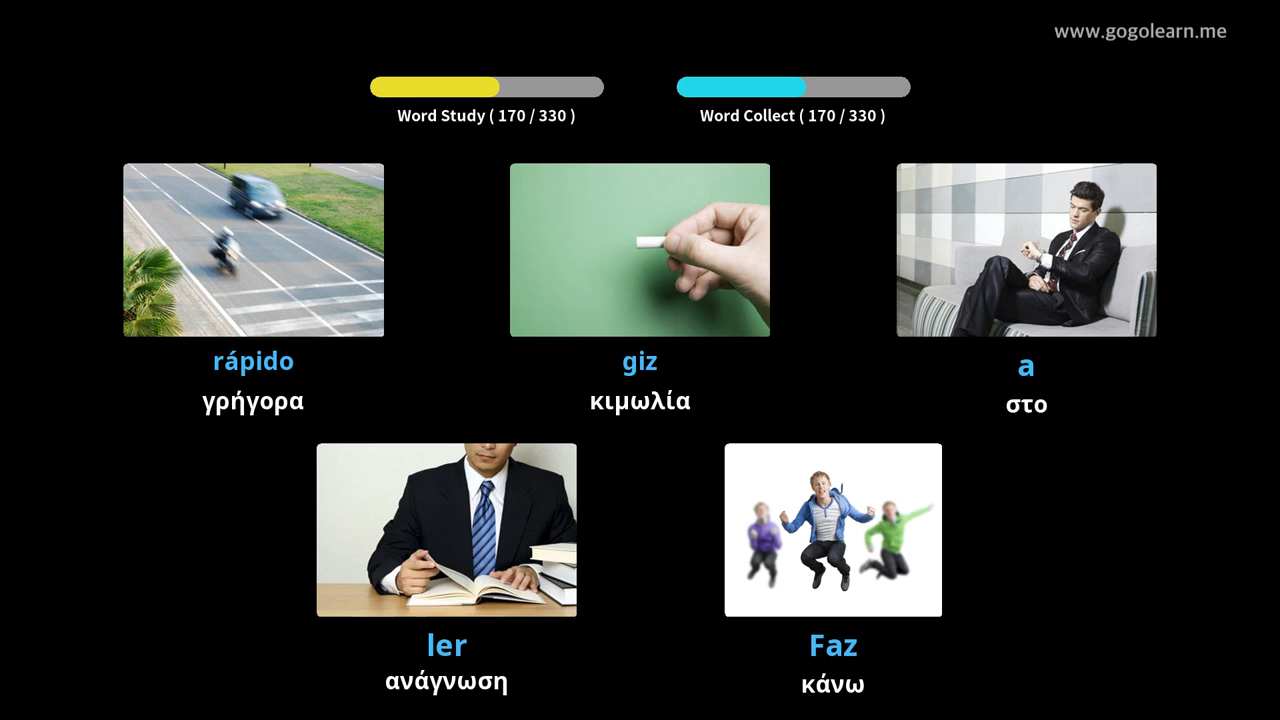 www.gogolearn.me
Word Study ( 170 / 330 )
Word Collect ( 170 / 330 )
rápido
γρήγορα
giz
κιμωλία
a
στο
ler
ανάγνωση
Faz
κάνω